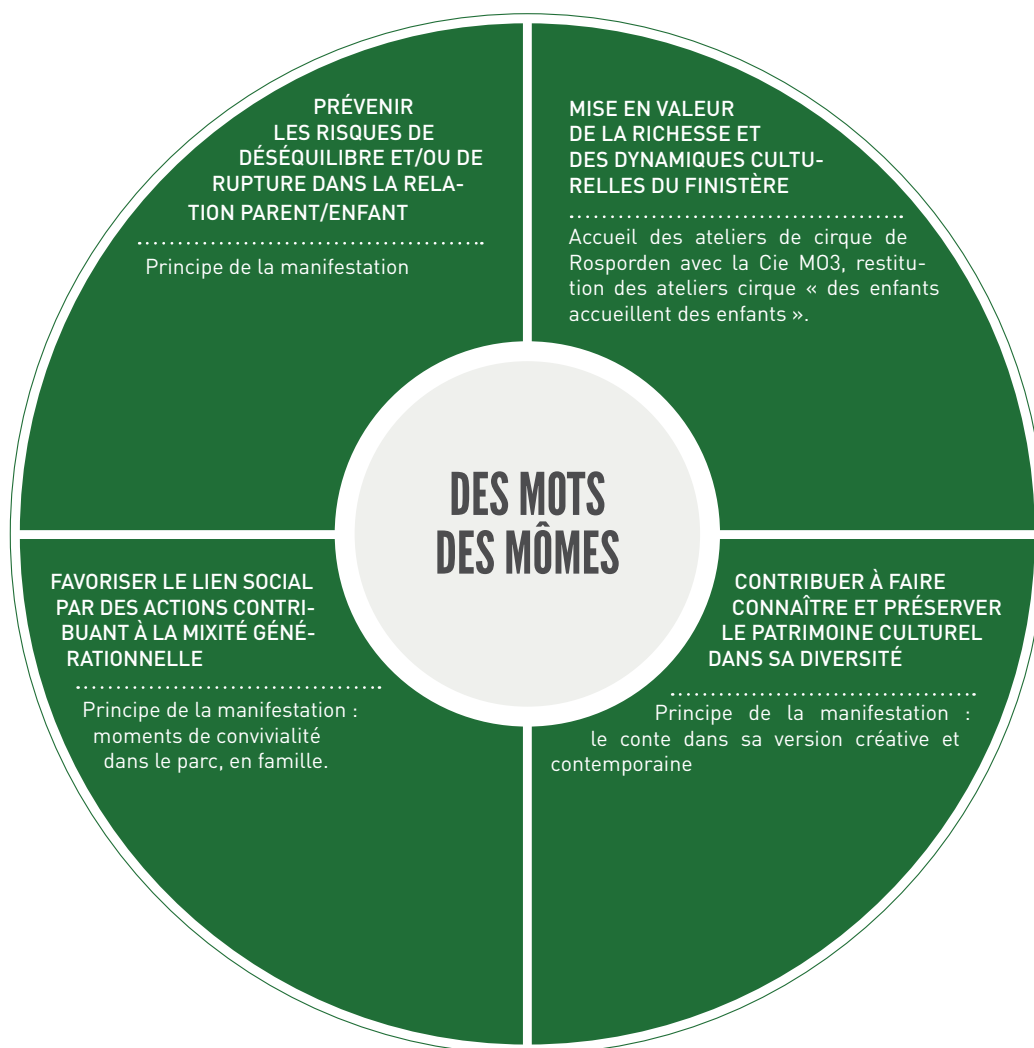 PRÉVENIR
LES RISQUES DE
DÉSÉQUILIBRE ET/OU DE
RUPTURE DANS LA RELA-
TION PARENT/ENFANT
Principe de la manifestation
MISE EN VALEUR
DE LA RICHESSE ET
DES DYNAMIQUES CULTU-
RELLES DU FINISTÈRE
Accueil des ateliers de cirque de
Rosporden avec la Cie MO3, restitu-
tion des ateliers cirque « des enfants
accueillent des enfants ».
DES MOTS
DES MÔMES
FAVORISER LE LIEN SOCIAL
PAR DES ACTIONS CONTRI-
BUANT À LA MIXITÉ GÉNÉ-
RATIONNELLE
Principe de la manifestation :
moments de convivialité
dans le parc, en famille.
CONTRIBUER À FAIRE
CONNAÎTRE ET PRÉSERVER
LE PATRIMOINE CULTUREL
DANS SA DIVERSITÉ
Principe de la manifestation :
le conte dans sa version créative et
contemporaine